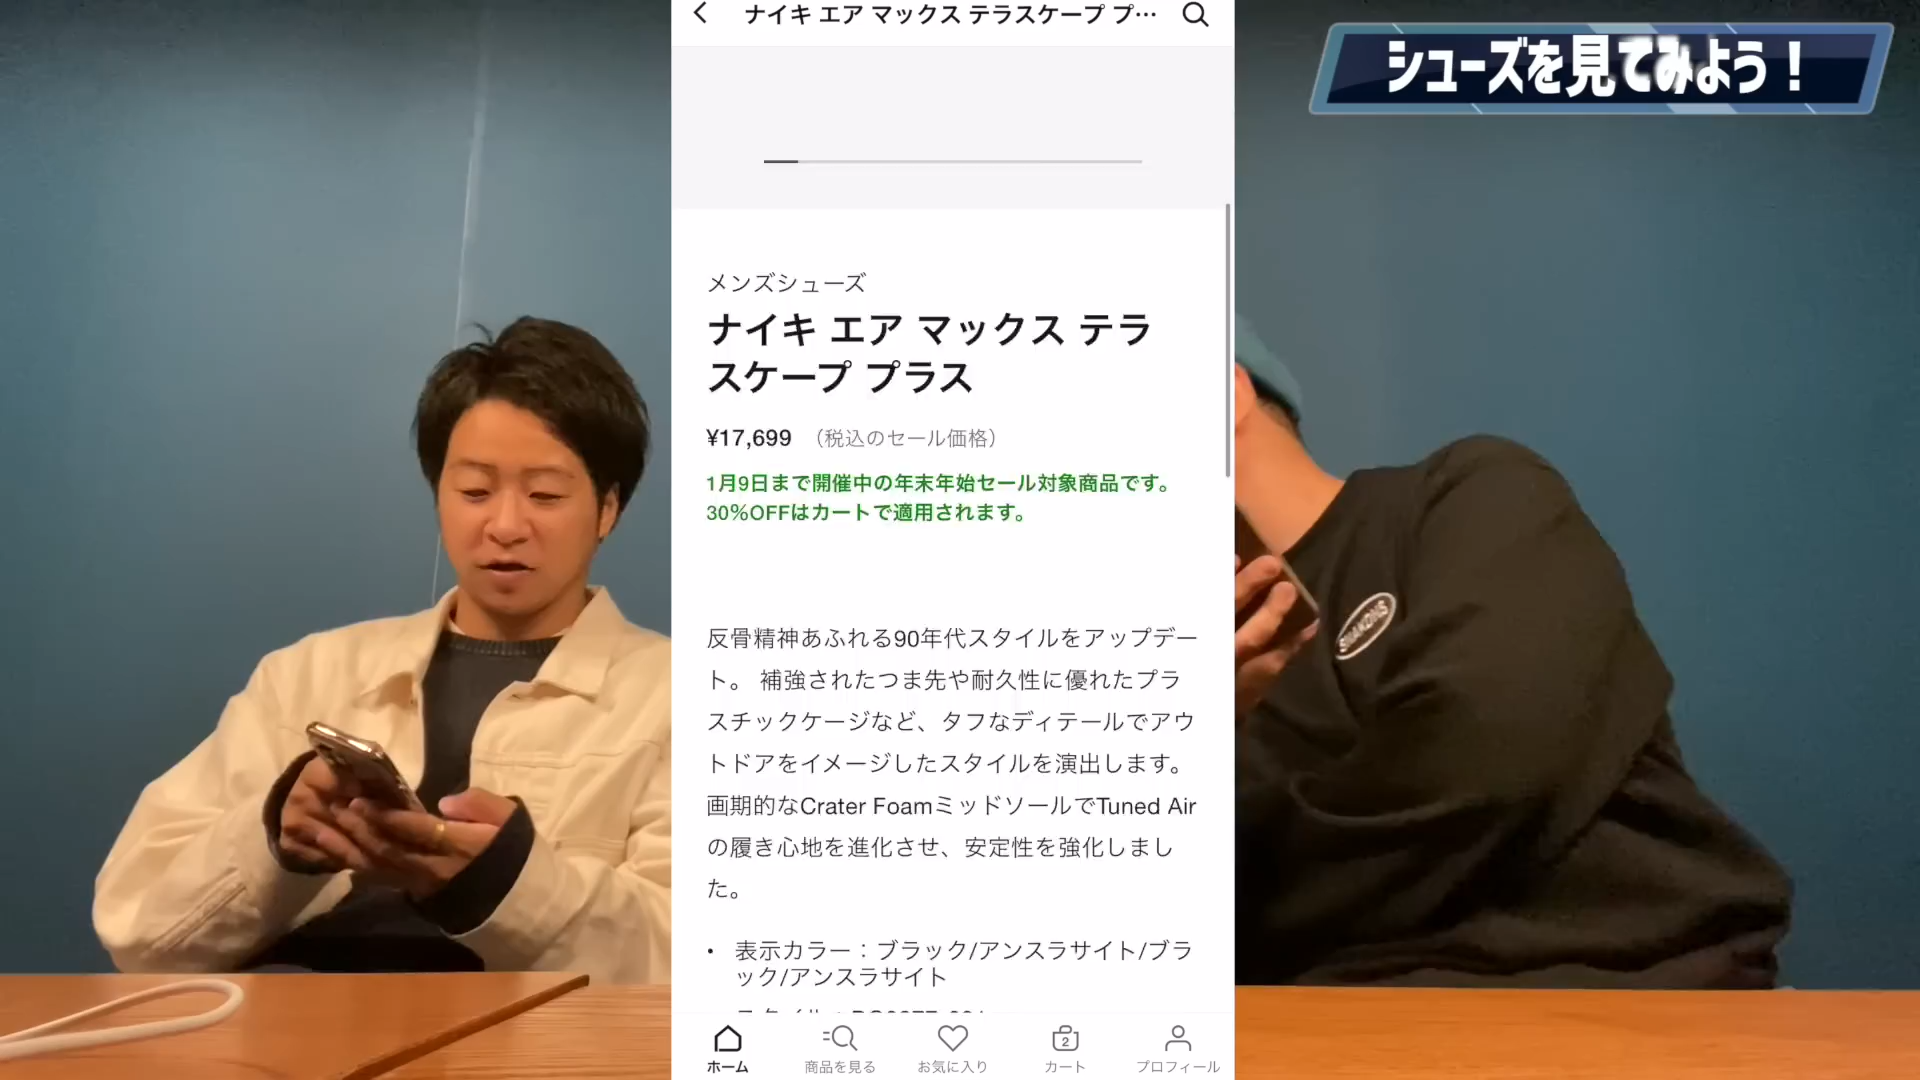 ナイキ エア マックス テラスケープ プ…
シューズを見てみよう！
メンズシューズ
ナイキ エア マックス テラ
スケープ プラス
¥17,699 （税込のセール価格）
1月9日まで開催中の年末年始セール対象商品です。
30%OFFはカートで適用されます。
反骨精神あふれる90年代スタイルをアップデー
ト。 補強されたつま先や耐久性に優れたプラ
スチックケージなど、タフなディテールでアウ
トドアをイメージしたスタイルを演出します。
画期的なCrater FoamミッドソールでTuned Air
の履き心地を進化させ、安定性を強化しまし
た。
• 表示カラー：ブラック/アンスラサイト/ブラ
ック/アンスラサイト
2
ホーム 商品を見る お気に入り カート プロフィール